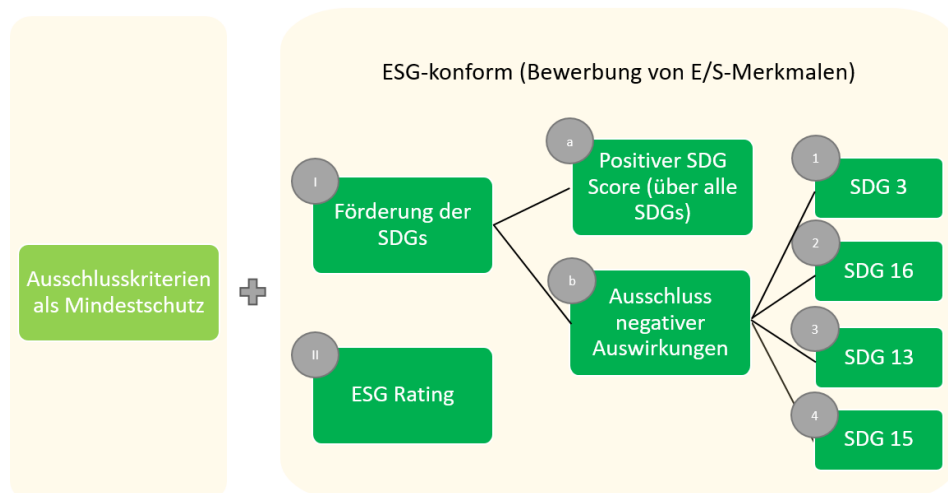 ESG-konform (Bewerbung von E/S-Merkmalen)
Ausschlusskriterien
als Mindestschutz
I
Förderung der
SDGs
II
ESG Rating
a
Positiver SDG
Score (über alle
SDGs)
b
Ausschluss
negativer
Auswirkungen
1
SDG 3
2
SDG 16
3
SDG 13
4
SDG 15